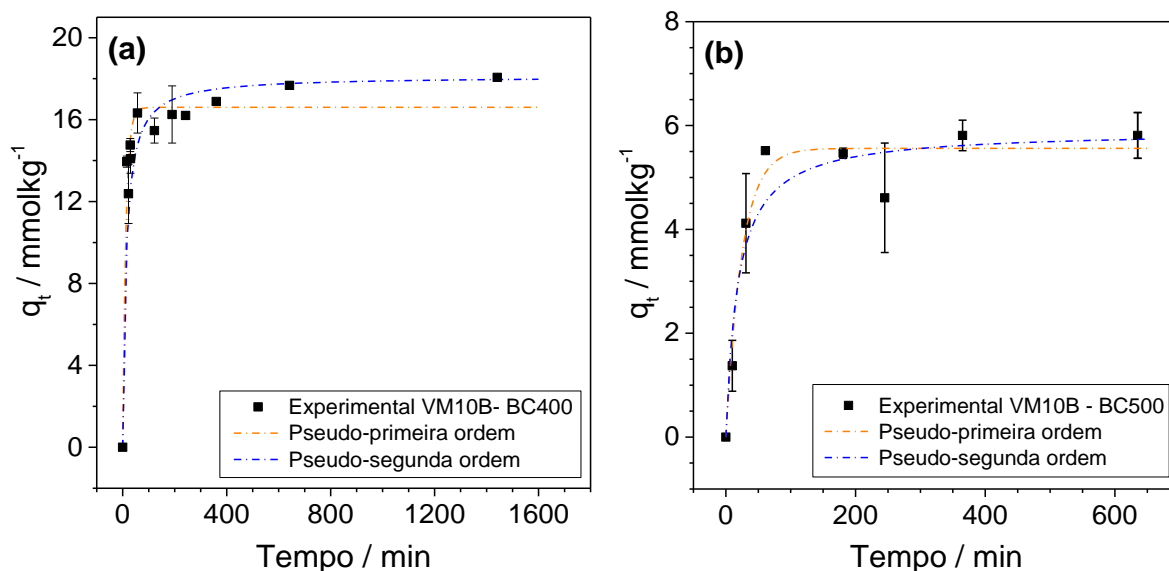 (a)
20
16
12
8
4
0
q_t / mmolkg^-1
0 400 800 1200 1600
Tempo / min
Experimental VM10B- BC400
Pseudo-primeira ordem
Pseudo-segunda ordem
(b)
8
6
4
2
0
q_t / mmolkg^-1
0 200 400 600
Tempo / min
Experimental VM10B - BC500
Pseudo-primeira ordem
Pseudo-segunda ordem